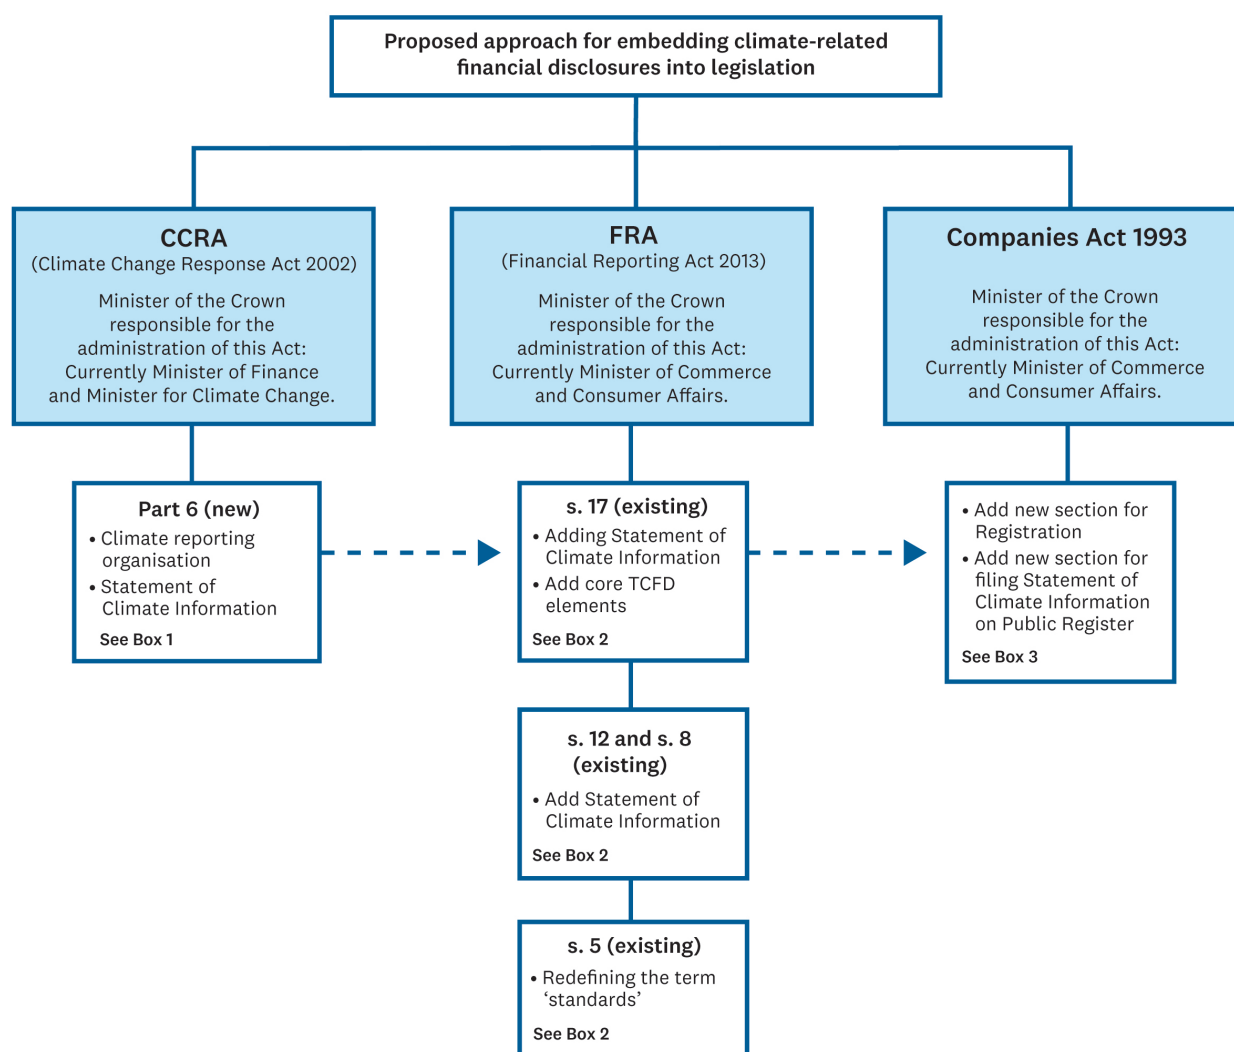 Proposed approach for embedding climate-related
financial disclosures into legislation
CCRA
(Climate Change Response Act 2002)
Minister of the Crown
responsible for the
administration of this Act:
Currently Minister of Finance
and Minister for Climate Change.
FRA
(Financial Reporting Act 2013)
Minister of the Crown
responsible for the
administration of this Act:
Currently Minister of Commerce
and Consumer Affairs.
Companies Act 1993
Minister of the Crown
responsible for the
administration of this Act:
Currently Minister of Commerce
and Consumer Affairs.
Part 6 (new)
• Climate reporting
organisation
• Statement of
Climate Information
See Box 1
s. 17 (existing)
• Adding Statement of
Climate Information
• Add core TCFD
elements
See Box 2
• Add new section for
Registration
• Add new section for
filing Statement of
Climate Information
on Public Register
See Box 3
s. 12 and s. 8
(existing)
• Add Statement of
Climate Information
See Box 2
s. 5 (existing)
• Redefining the term
‘standards’
See Box 2